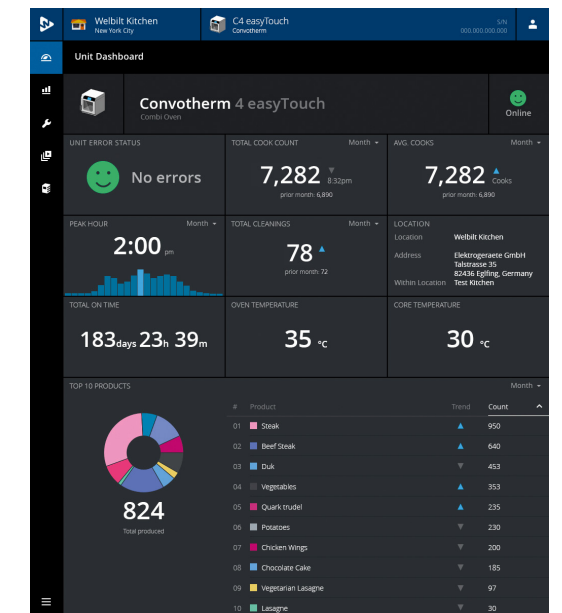 Welbilt Kitchen
New York
City
C4 easyTouch
Convotherm
S/N
000.000.000.000
Unit Dashboard
Convotherm 4 easyTouch
Combi Oven
Online
UNIT ERROR STATUS
No errors
TOTAL COOK COUNT
Month
7,282
8:32pm
prior month: 6,890
AVG. COOKS
Month
7,282
Cooks
prior month: 6,890
PEAK HOUR
Month
2:00 pm
TOTAL CLEANINGS
Month
78
prior month: 72
LOCATION
Location Welbilt Kitchen
Address Elektrogeraete GmbH
Talstrasse 35
82436 Eglfing, Germany
Within Location Test Kitchen
TOTAL ON TIME
183days 23h 39m
OVEN TEMPERATURE
35 °C
CORE TEMPERATURE
30 °C
TOP 10 PRODUCTS
Month
824
Total produced
# Product Trend Count
01 Steak 950
02 Beef Steak 640
03 Duk 453
04 Vegetables 353
05 Quark trudel 235
06 Potatoes 230
07 Chicken Wings 200
08 Chocolate Cake 185
09 Vegetarian Lasagne 97
10 Lasagne 30